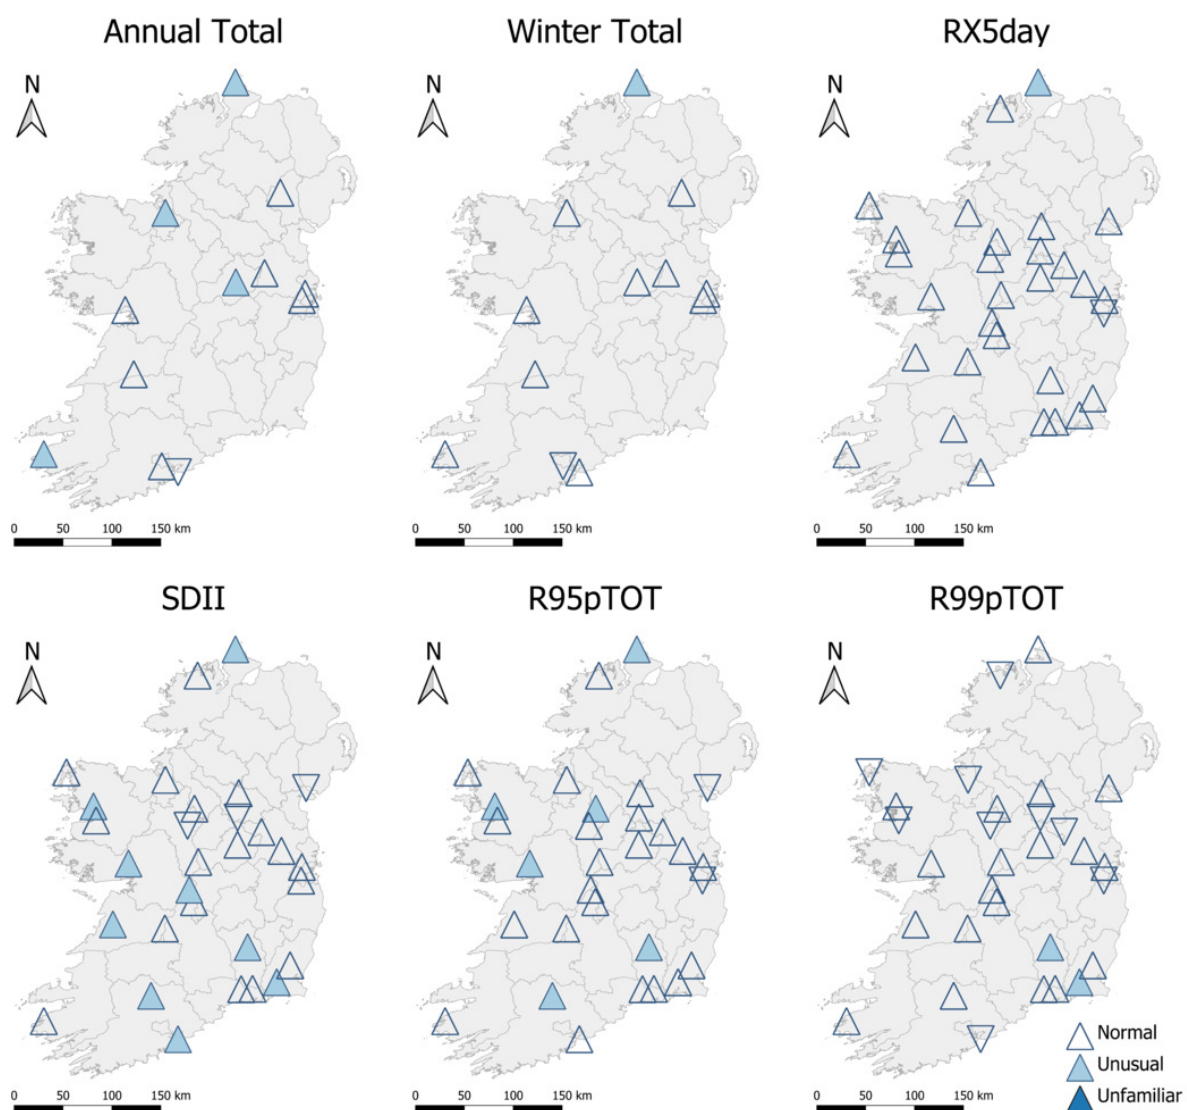 Annual Total
Winter Total
RX5day
N
N
N
0 50 100 150 km
0 50 100 150 km
0 50 100 150 km
SDII
R95pTOT
R99pTOT
N
N
N
Normal
Unusual
Unfamiliar
0 50 100 150 km
0 50 100 150 km
0 50 100 150 km